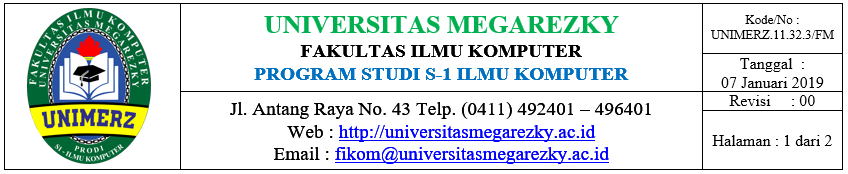 FAKULTAS ILMU KOMPUTER
UNIVERSITAS MEGAREZKY
UNIMERZ
PRODI
S1 - ILMU KOMPUTER
UNIVERSITAS MEGAREZKY
FAKULTAS ILMU KOMPUTER
PROGRAM STUDI S-1 ILMU KOMPUTER
Jl. Antang Raya No. 43 Telp. (0411) 492401 – 496401
Web : http://universitasmegarezky.ac.id
Email : fikom@universitasmegarezky.ac.id
Kode/No :
UNIMERZ.11.32.3/FM
Tanggal :
07 Januari 2019
Revisi : 00
Halaman : 1 dari 2